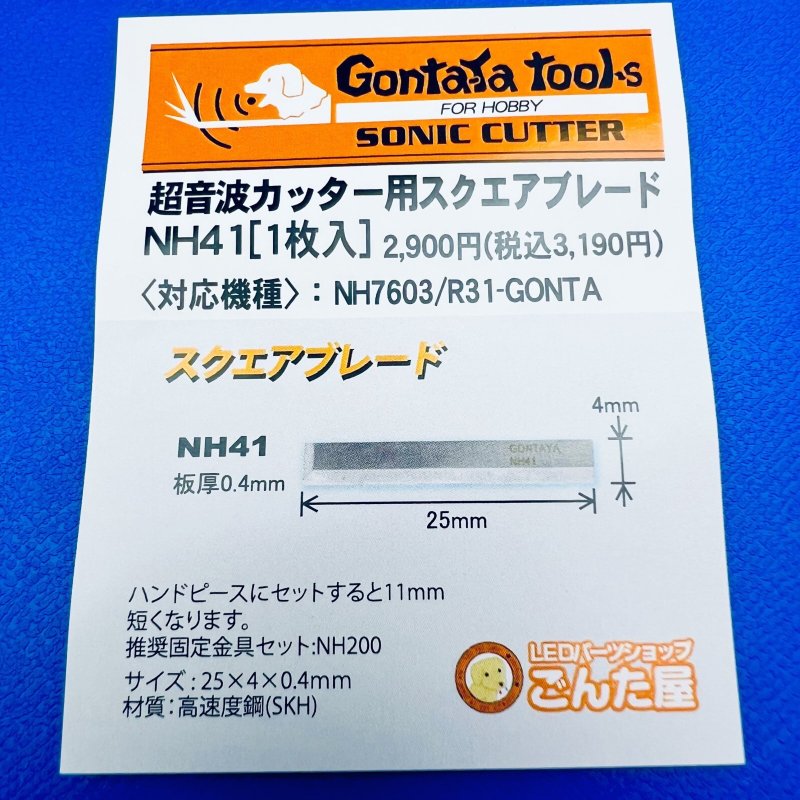 GontaYa tools
FOR HOBBY
SONIC CUTTER
超音波カッター用スクエアブレード
NH41[1枚入] 2,900円(税込3,190円)
〈対応機種〉：NH7603/R31-GONTA
スクエアブレード
4mm
NH41
板厚0.4mm
GONTAYA
NH41
25mm
ハンドピースにセットすると11mm
短くなります。
推奨固定金具セット:NH200
サイズ：25×4×0.4mm
材質：高速度鋼(SKH)
LEDパーツショップ
ごんた屋